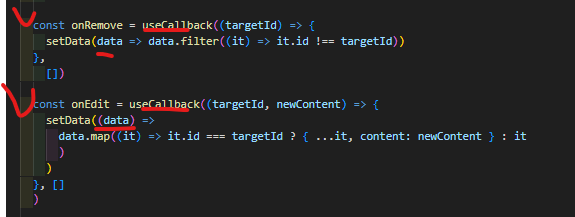 const onRemove = useCallback((targetId) => {
setData(data => data.filter((it) => it.id !== targetId))
},
[])
const onEdit = useCallback((targetId, newContent) => {
setData((data) =>
data.map((it) => it.id === targetId ? { ...it, content: newContent } : it
)
)
}, []
)